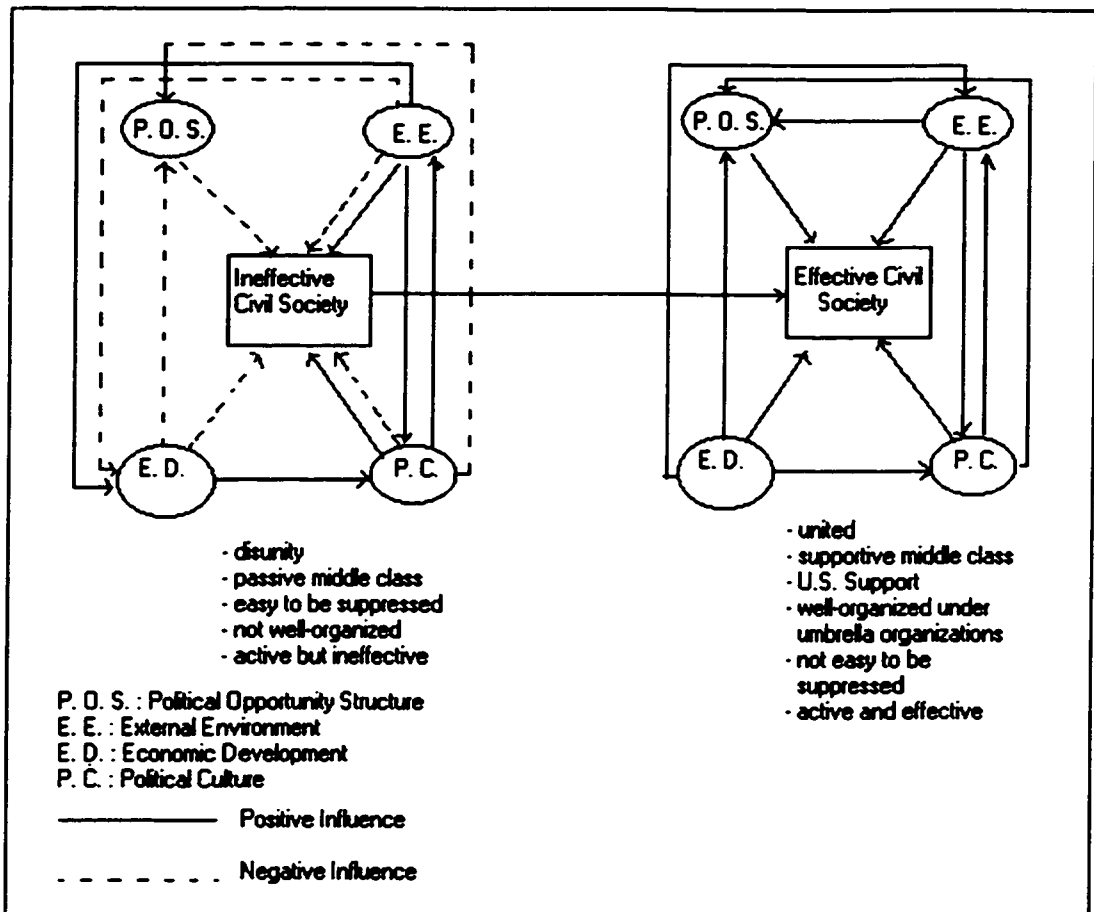 P. O. S.
E. E.
Ineffective
Civil Society
E. D.
P. C.
- disunity
- passive middle class
- easy to be suppressed
- not well-organized
- active but ineffective
P. O. S.
E. E.
Effective Civil
Society
E. D.
P. C.
- united
- supportive middle class
- U.S. Support
- well-organized under
umbrella organizations
- not easy to be
suppressed
- active and effective
P. O. S. : Political Opportunity Structure
E. E. : External Environment
E. D. : Economic Development
P. C. : Political Culture
Positive Influence
Negative Influence